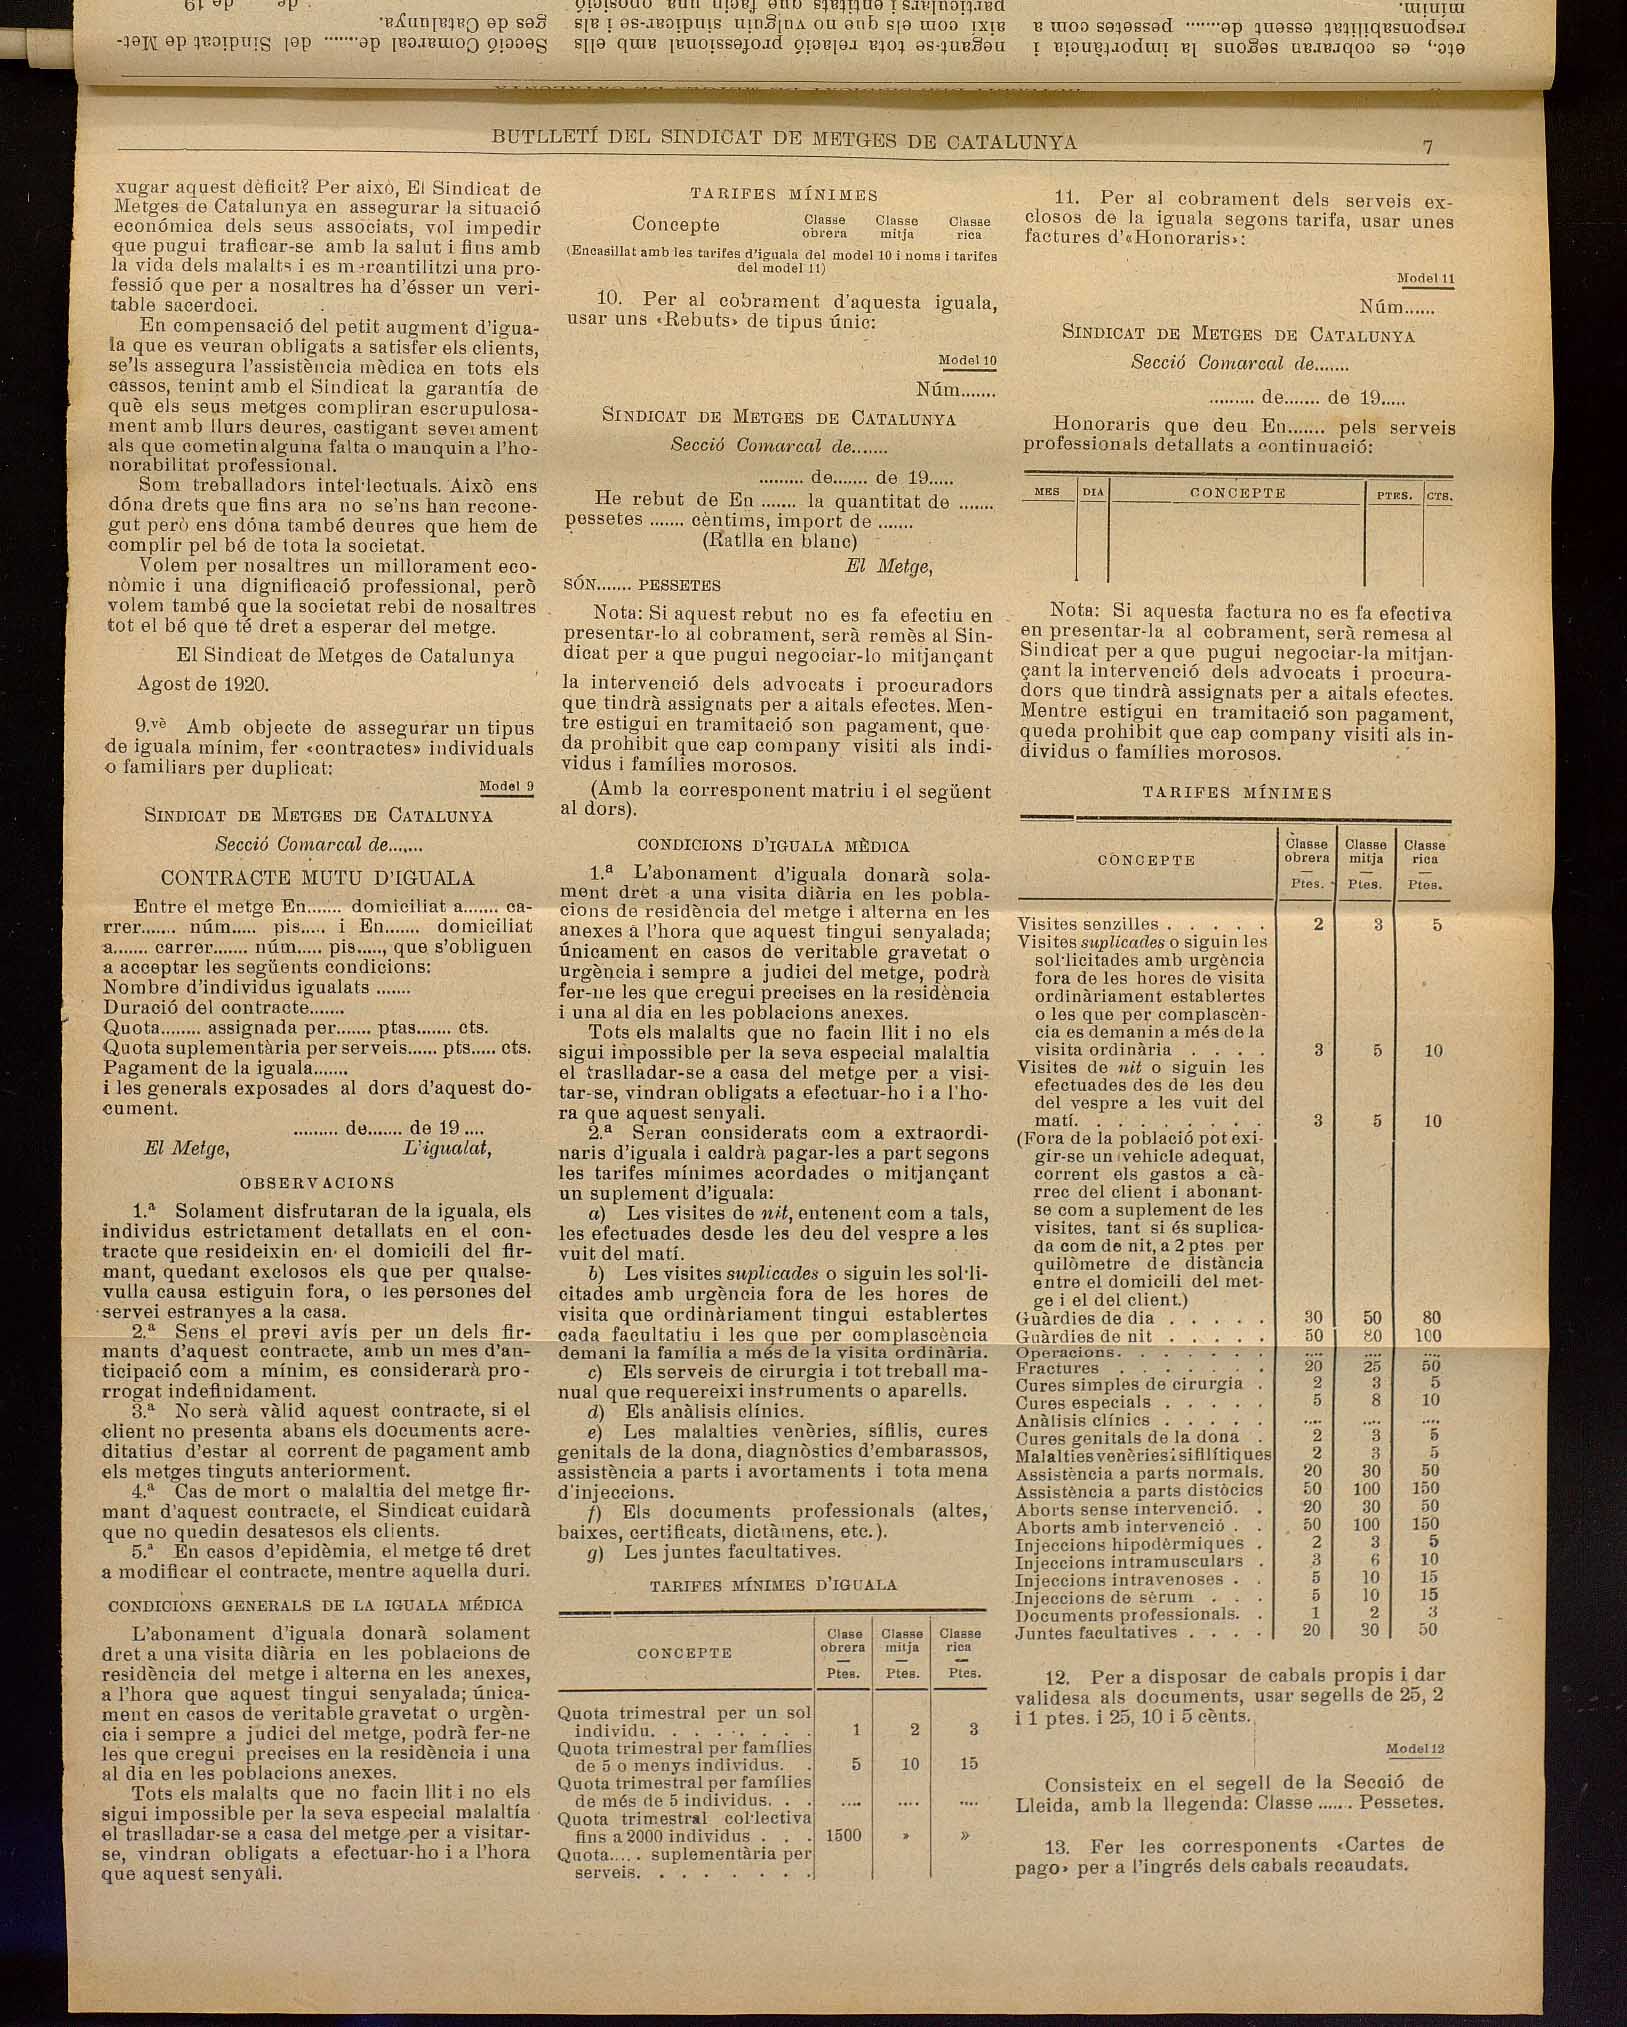 BUTLLETÍ DEL SINDICAT DE METGES DE CATALUNYA
7
xugar aquest dèficit? Per això, El Sindicat de
Metges de Catalunya en assegurar la situació
económica dels seus associats, vol impedir
que pugui traficar-se amb la salut i fins amb
la vida dels malalts i es mercantilitzi una pro-
fessió que per a nosaltres ha d'ésser un veri-
table sacerdoci.
En compensació del petit augment d'igua-
la que es veuran obligats a satisfer els clients,
se'ls assegura l'assistència mèdica en tots els
cassos, tenint amb el Sindicat la garantía de
què els seus metges compliran escrupulosa-
ment amb llurs deures, castigant severament
als que cometin alguna falta o manquin a l'ho-
norabilitat professional.
Som treballadors intel·lectuals. Això ens
dóna drets que fins ara no se'ns han recone-
gut però ens dóna també deures que hem de
complir pel bé de tota la societat.
Volem per nosaltres un millorament eco-
nòmic i una dignificació professional, però
volem també que la societat rebi de nosaltres
tot el bé que té dret a esperar del metge.
El Sindicat de Metges de Catalunya
Agost de 1920.
9.vè Amb objecte de assegurar un tipus
de iguala mínim, fer «contractes» individuals
o familiars per duplicat:
Model 9
SINDICAT DE METGES DE CATALUNYA
Secció Comarcal de.......
CONTRACTE MUTU D'IGUALA
Entre el metge En....... domiciliat a....... ca-
rrer....... núm..... pis..... i En....... domiciliat
a....... carrer....... núm..... pis....., que s'obliguen
a acceptar les següents condicions:
Nombre d'individus igualats .......
Duració del contracte.......
Quota........ assignada per....... ptas....... cts.
Quota suplementària per serveis...... pts..... cts.
Pagament de la iguala.......
i les generals exposades al dors d'aquest do-
cument.
......... de....... de 19 ....
El Metge, L'igualat,
OBSERVACIONS
1.ª Solament disfrutaran de la iguala, els
individus estrictament detallats en el con-
tracte que resideixin en el domicili del fir-
mant, quedant exclosos els que per qualse-
vulla causa estiguin fora, o les persones del
servei estranyes a la casa.
2.ª Sens el previ avís per un dels fir-
mants d'aquest contracte, amb un mes d'an-
ticipació com a mínim, es considerarà pro-
rrogat indefinidament.
3.ª No serà vàlid aquest contracte, si el
client no presenta abans els documents acre-
ditatius d'estar al corrent de pagament amb
els metges tinguts anteriorment.
4.ª Cas de mort o malaltia del metge fir-
mant d'aquest contracte, el Sindicat cuidarà
que no quedin desatesos els clients.
5.ª En casos d'epidèmia, el metge té dret
a modificar el contracte, mentre aquella duri.
CONDICIONS GENERALS DE LA IGUALA MÉDICA
L'abonament d'iguala donarà solament
dret a una visita diària en les poblacions de
residència del metge i alterna en les anexes,
a l'hora que aquest tingui senyalada; única-
ment en casos de veritable gravetat o urgèn-
cia i sempre a judici del metge, podrà fer-ne
les que cregui precises en la residència i una
al dia en les poblacions anexes.
Tots els malalts que no facin llit i no els
sigui impossible per la seva especial malaltía
el traslladar-se a casa del metge per a visitar-
se, vindran obligats a efectuar-ho i a l'hora
que aquest senyali.
TARIFES MÍNIMES
Concepte Classe obrera Classe mitja Classe rica
(Encasillat amb les tarifes d'iguala del model 10 i noms i tarifes
del model 11)
10. Per al cobrament d'aquesta iguala,
usar uns «Rebuts» de tipus únic:
Model 10
Núm.......
SINDICAT DE METGES DE CATALUNYA
Secció Comarcal de.......
......... de....... de 19.....
He rebut de En ....... la quantitat de .......
pessetes ....... cèntims, import de .......
(Ratlla en blanc)
El Metge,
SÓN....... PESSETES
Nota: Si aquest rebut no es fa efectiu en
presentar-lo al cobrament, serà remès al Sin-
dicat per a que pugui negociar-lo mitjançant
la intervenció dels advocats i procuradors
que tindrà assignats per a aitals efectes. Men-
tre estigui en tramitació son pagament, que-
da prohibit que cap company visiti als indi-
vidus i famílies morosos.
(Amb la corresponent matriu i el següent
al dors).
CONDICIONS D'IGUALA MÈDICA
1.ª L'abonament d'iguala donarà sola-
ment dret a una visita diària en les pobla-
cions de residència del metge i alterna en les
anexes a l'hora que aquest tingui senyalada;
únicament en casos de veritable gravetat o
urgència i sempre a judici del metge, podrà
fer-ne les que cregui precises en la residència
i una al dia en les poblacions anexes.
Tots els malalts que no facin llit i no els
sigui impossible per la seva especial malaltia
el traslladar-se a casa del metge per a visi-
tar-se, vindran obligats a efectuar-ho i a l'ho-
ra que aquest senyali.
2.ª Seran considerats com a extraordi-
naris d'iguala i caldrà pagar-les a part segons
les tarifes mínimes acordades o mitjançant
un suplement d'iguala:
a) Les visites de nit, entenent com a tals,
les efectuades desde les deu del vespre a les
vuit del matí.
b) Les visites suplicades o siguin les sol·li-
citades amb urgència fora de les hores de
visita que ordinàriament tingui establertes
cada facultatiu i les que per complascència
demani la família a més de la visita ordinària.
c) Els serveis de cirurgia i tot treball ma-
nual que requereixi instruments o aparells.
d) Els anàlisis clínics.
e) Les malalties venèries, sífilis, cures
genitals de la dona, diagnòstics d'embarassos,
assistència a parts i avortaments i tota mena
d'injeccions.
f) Els documents professionals (altes,
baixes, certificats, dictàmens, etc.).
g) Les juntes facultatives.
TARIFES MÍNIMES D'IGUALA
CONCEPTE Clase obrera — Ptes. Classe mitja — Ptes. Classe rica — Ptes.
Quota trimestral per un sol
individu. . . . . . . . 1 2 3
Quota trimestral per famílies
de 5 o menys individus. . 5 10 15
Quota trimestral per famílies
de més de 5 individus. . . .... .... ....
Quota trimestral col·lectiva
fins a 2000 individus . . . 1500 » »
Quota..... suplementària per
serveis. . . . . . . .
11. Per al cobrament dels serveis ex-
closos de la iguala segons tarifa, usar unes
factures d'«Honoraris»:
Model 11
Núm......
SINDICAT DE METGES DE CATALUNYA
Secció Comarcal de.......
......... de....... de 19.....
Honoraris que deu En....... pels serveis
professionals detallats a continuació:
MES DIA CONCEPTE PTES. CTS.
Nota: Si aquesta factura no es fa efectiva
en presentar-la al cobrament, serà remesa al
Sindicat per a que pugui negociar-la mitjan-
çant la intervenció dels advocats i procura-
dors que tindrà assignats per a aitals efectes.
Mentre estigui en tramitació son pagament,
queda prohibit que cap company visiti als in-
dividus o famílies morosos.
TARIFES MÍNIMES
CONCEPTE Classe obrera — Ptes. Classe mitja — Ptes. Classe rica — Ptes.
Visites senzilles . . . . . 2 3 5
Visites suplicades o siguin les
sol·licitades amb urgència
fora de les hores de visita
ordinàriament establertes
o les que per complascèn-
cia es demanin a més de la
visita ordinària . . . . 3 5 10
Visites de nit o siguin les
efectuades des de les deu
del vespre a les vuit del
matí. . . . . . . . . 3 5 10
(Fora de la població pot exi-
gir-se un vehicle adequat,
corrent els gastos a cà-
rrec del client i abonant-
se com a suplement de les
visites, tant si és suplica-
da com de nit, a 2 ptes. per
quilòmetre de distància
entre el domicili del met-
ge i el del client.)
Guàrdies de dia . . . . . 30 50 80
Guàrdies de nit . . . . . 50 80 100
Operacions. . . . . . . .... .... ....
Fractures . . . . . . . 20 25 50
Cures simples de cirurgia . 2 3 5
Cures especials . . . . . 5 8 10
Anàlisis clínics . . . . . .... .... ....
Cures genitals de la dona . 2 3 5
Malalties venèries i sifilítiques 2 3 5
Assistència a parts normals. 20 30 50
Assistència a parts distòcics 50 100 150
Aborts sense intervenció. . 20 30 50
Aborts amb intervenció . . 50 100 150
Injeccions hipodèrmiques . 2 3 5
Injeccions intramusculars . 3 6 10
Injeccions intravenoses . . 5 10 15
Injeccions de sèrum . . . 5 10 15
Documents professionals. . 1 2 3
Juntes facultatives . . . . 20 30 50
12. Per a disposar de cabals propis i dar
validesa als documents, usar segells de 25, 2
i 1 ptes. i 25, 10 i 5 cènts.
Model 12
Consisteix en el segell de la Secció de
Lleida, amb la llegenda: Classe ...... Pessetes.
13. Fer les corresponents «Cartes de
pago» per a l'ingrés dels cabals recaudats.
etc., es cobraran segons la importància i
responsabilitat essent de....... pessetes com a
mínim.
negant-se tota relació professional amb ells
així com els que no vulguin sindicar-se i als
particulars i entitats que facin una oposició
Secció Comarcal de....... del Sindicat de Met-
ges de Catalunya.
de de 19